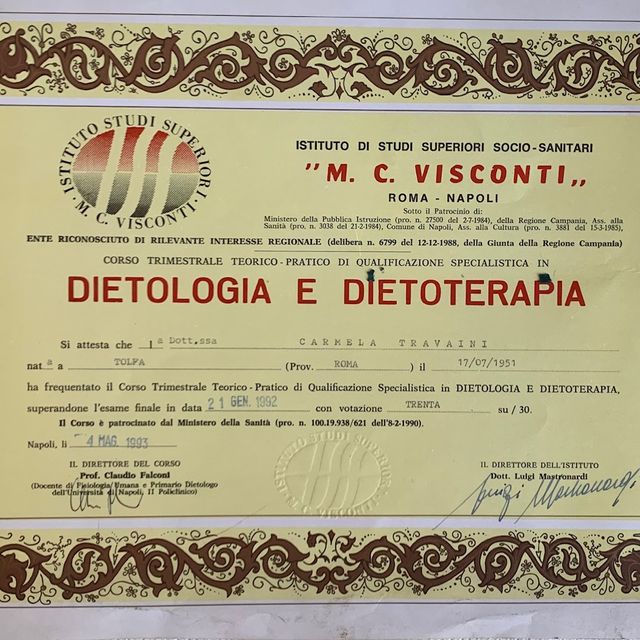 ISTITUTO STUDI SUPERIORI
· M. C. VISCONTI ·
ISTITUTO DI STUDI SUPERIORI SOCIO-SANITARI
"M. C. VISCONTI„
ROMA - NAPOLI
Sotto il Patrocinio di:
Ministero della Pubblica Istruzione (pro. n. 27500 del 2-7-1984), della Regione Campania, Ass. alla
Sanità (pro. n. 3038 del 21-2-1984), Comune di Napoli, Ass. alla Cultura (pro. n. 3881 del 15-3-1985),
ENTE RICONOSCIUTO DI RILEVANTE INTERESSE REGIONALE (delibera n. 6799 del 12-12-1988, della Giunta della Regione Campania)
CORSO TRIMESTRALE TEORICO-PRATICO DI QUALIFICAZIONE SPECIALISTICA IN
DIETOLOGIA E DIETOTERAPIA
Si attesta che la Dott.ssa CARMELA TRAVAINI
nata a TOLFA (Prov. ROMA ) il 17/07/1951
ha frequentato il Corso Trimestrale Teorico-Pratico di Qualificazione Specialistica in DIETOLOGIA E DIETOTERAPIA,
superandone l'esame finale in data 21 GEN. 1992 con votazione TRENTA su / 30.
Il Corso è patrocinato dal Ministero della Sanità (pro. n. 100.19.938/621 dell'8-2-1990).
Napoli, li 4 MAG. 1993
IL DIRETTORE DEL CORSO
Prof. Claudio Falconi
(Docente di Fisiologia Umana e Primario Dietologo
dell'Università di Napoli, II Policlinico)
ISTITUTO STUDI SUPERIORI
M. C. VISCONTI
IL DIRETTORE DELL'ISTITUTO
Dott. Luigi Mastronardi
Luigi Mastronardi